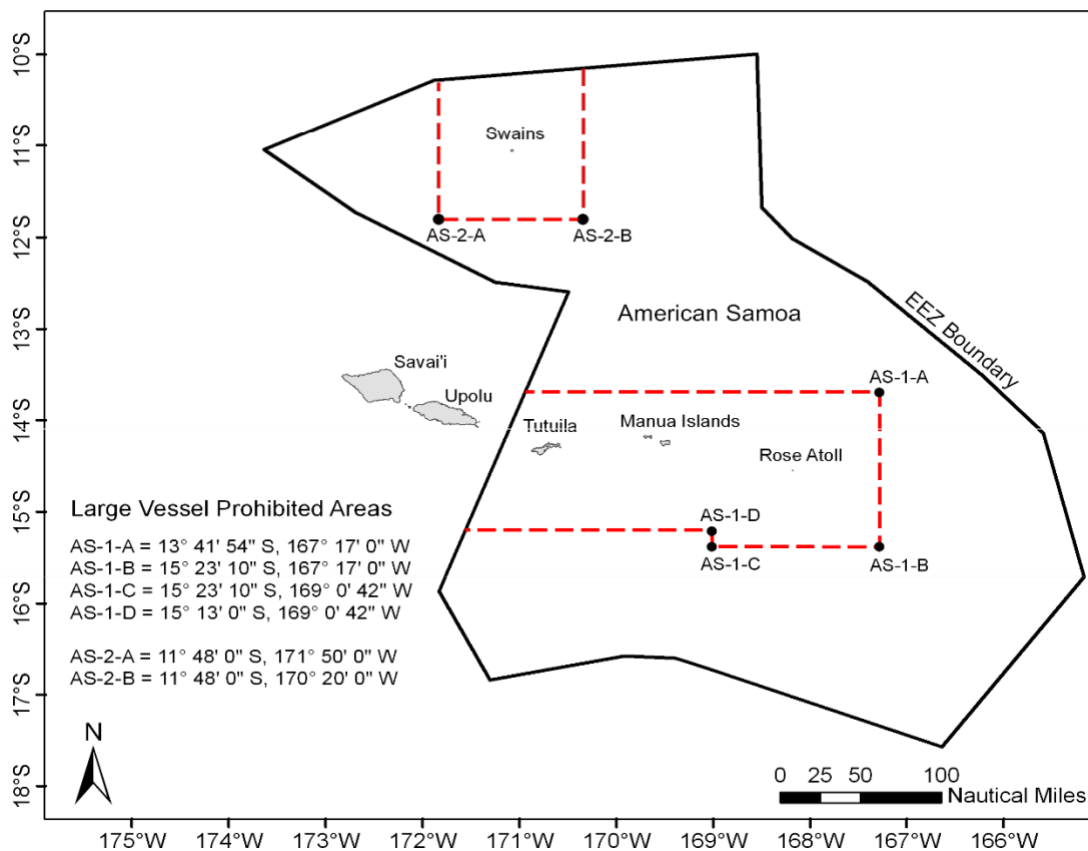 10°S
11°S
12°S
13°S
14°S
15°S
16°S
17°S
18°S
Swains
AS-2-A
AS-2-B
American Samoa
EEZ Boundary
Savai'i
Upolu
AS-1-A
Tutuila
Manua Islands
Rose Atoll
AS-1-D
AS-1-C
AS-1-B
Large Vessel Prohibited Areas
AS-1-A = 13° 41' 54" S, 167° 17' 0" W
AS-1-B = 15° 23' 10" S, 167° 17' 0" W
AS-1-C = 15° 23' 10" S, 169° 0' 42" W
AS-1-D = 15° 13' 0" S, 169° 0' 42" W
AS-2-A = 11° 48' 0" S, 171° 50' 0" W
AS-2-B = 11° 48' 0" S, 170° 20' 0" W
N
0 25 50 100
Nautical Miles
175°W 174°W 173°W 172°W 171°W 170°W 169°W 168°W 167°W 166°W